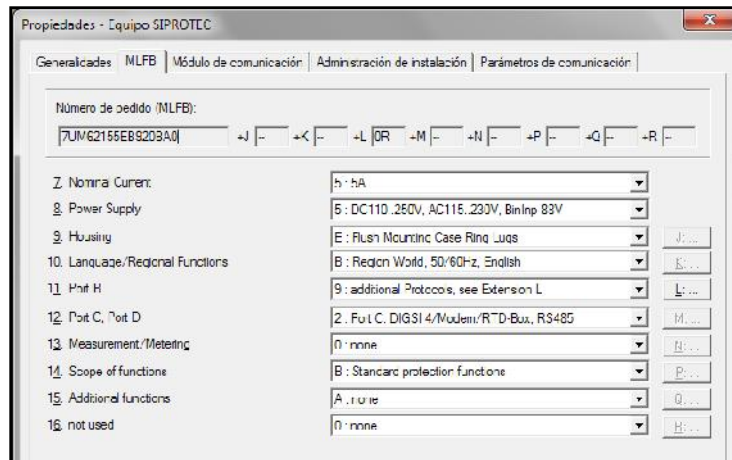 Propiedades - Equipo SIPROTEC
Generalidades MLFB Módulo de comunicación Administración de instalación Parámetros de comunicación
Número de pedido (MLFB):
7UM62155EB920BA0 +J -- +K -- +L 0R +M -- +N -- +P -- +Q -- +R --
7. Nominal Current 5 : 5A
8. Power Supply 5 : DC110..250V, AC115..230V, BinInp 88V
9. Housing E : Flush Mounting Case Ring Lugs J: ...
10. Language/Regional Functions B : Region World, 50/60Hz, English K: ...
11. Port B 9 : additional Protocols, see Extension L L: ...
12. Port C, Port D 2 : Port C: DIGSI 4/Modem/RTD-Box, RS485 M: ...
13. Measurement/Metering 0 : none N: ...
14. Scope of functions B : Standard protection functions P: ...
15. Additional functions A : none Q: ...
16. not used 0 : none